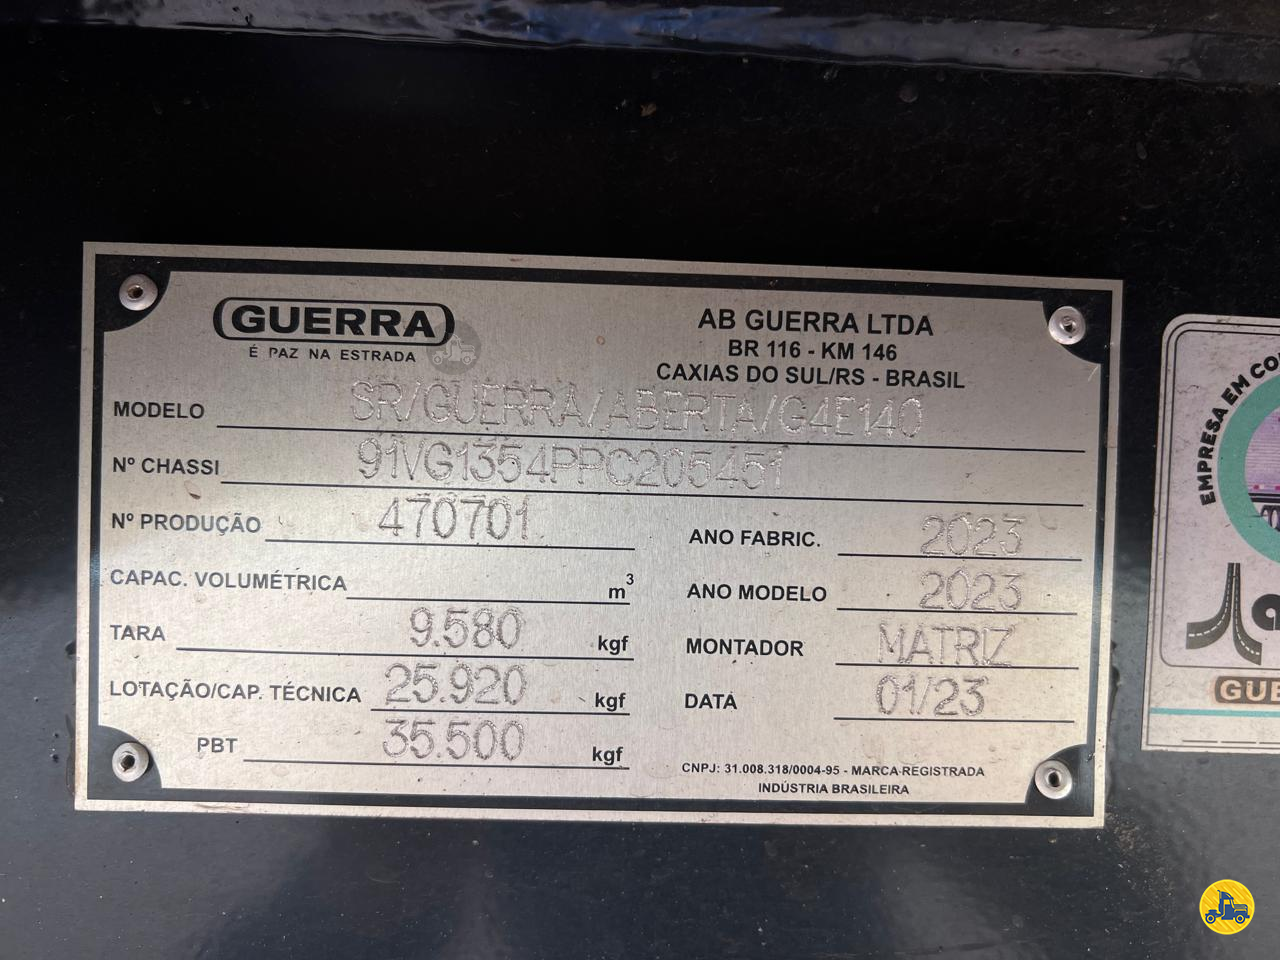 GUERRA
É PAZ NA ESTRADA
AB GUERRA LTDA
BR 116 - KM 146
CAXIAS DO SUL/RS - BRASIL
MODELO SR/GUERRA/ABERTA/G4E140
Nº CHASSI 91VG1354PPC205451
Nº PRODUÇÃO 470701
ANO FABRIC. 2023
CAPAC. VOLUMÉTRICA m³
ANO MODELO 2023
TARA 9.580 kgf
MONTADOR MATRIZ
LOTAÇÃO/CAP. TÉCNICA 25.920 kgf
DATA 01/23
PBT 35.500 kgf
CNPJ: 31.008.318/0004-95 - MARCA REGISTRADA
INDÚSTRIA BRASILEIRA
EMPRESA EM